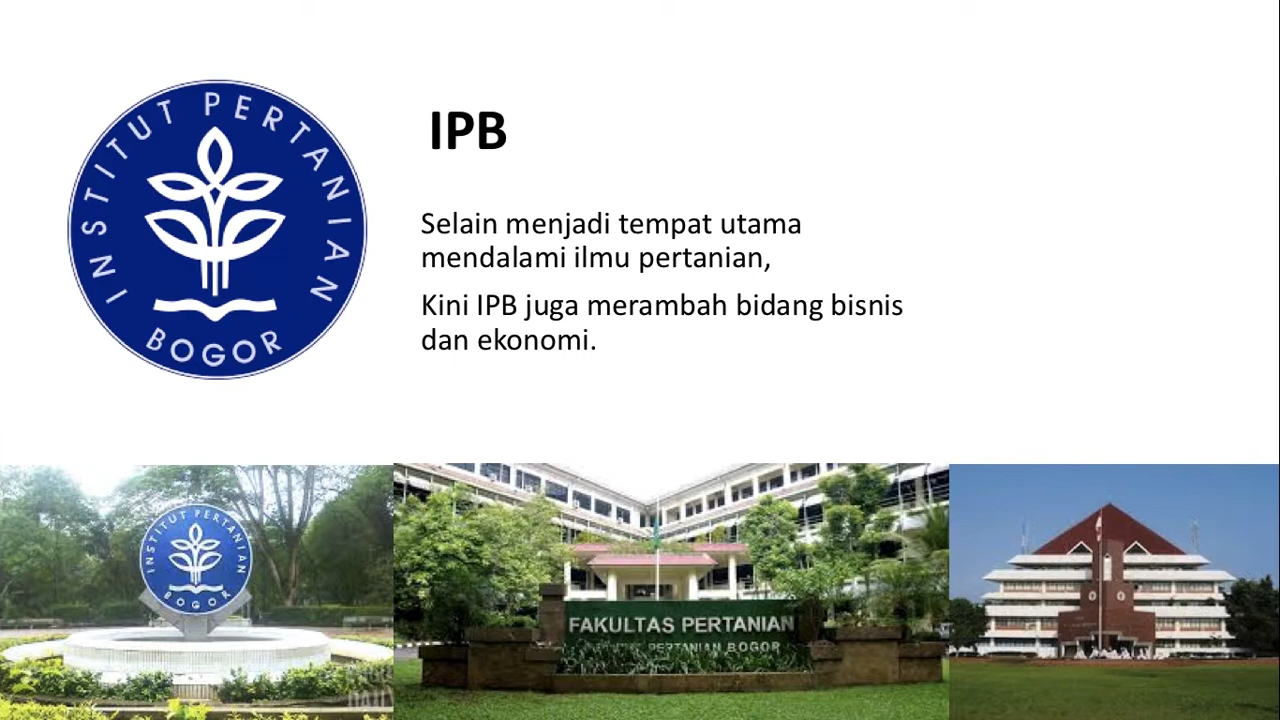 INSTITUT PERTANIAN
BOGOR
IPB
Selain menjadi tempat utama
mendalami ilmu pertanian,
Kini IPB juga merambah bidang bisnis
dan ekonomi.
INSTITUT PERTANIAN
BOGOR
FAKULTAS PERTANIAN
PERTANIAN BOGOR